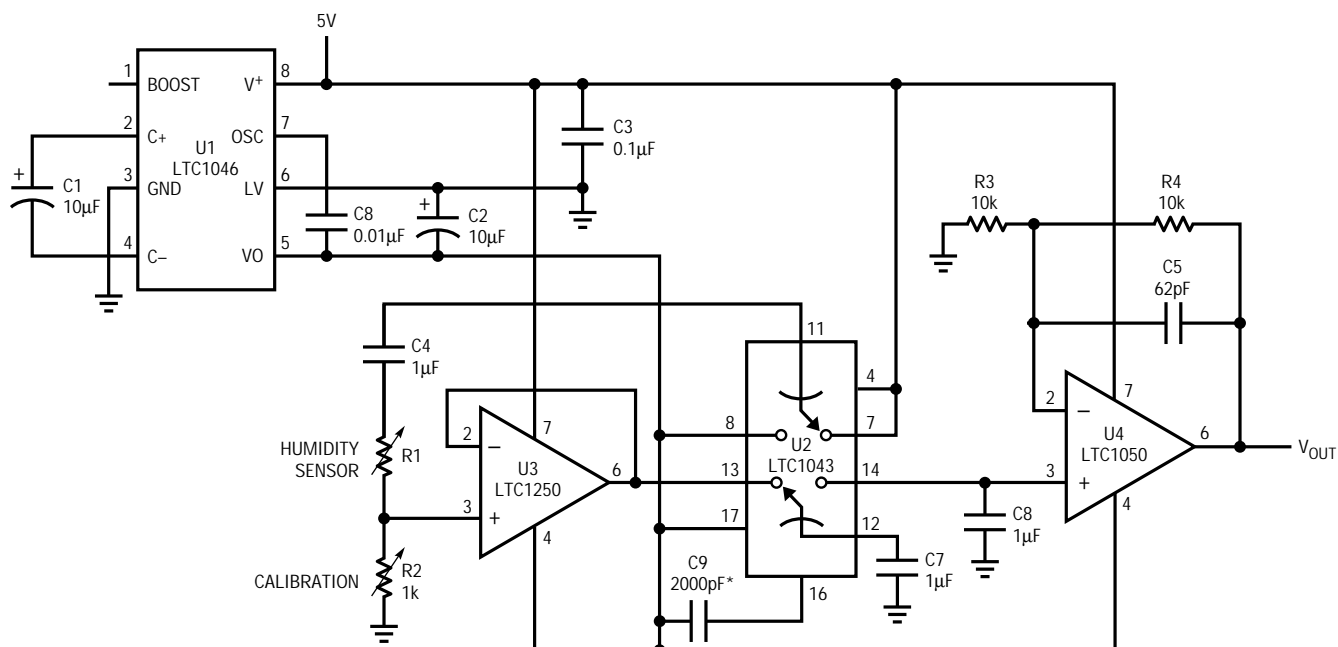 5V
1
BOOST
V+
8
2
C+
OSC
7
U1
LTC1046
3
GND
LV
6
4
C−
VO
5
+
C1
10µF
C8
0.01µF
+
C2
10µF
C3
0.1µF
R3
10k
R4
10k
C5
62pF
C4
1µF
HUMIDITY
SENSOR
R1
CALIBRATION
R2
1k
2
−
7
U3
LTC1250
6
3
+
4
11
4
8
7
U2
LTC1043
13
14
17
12
16
C9
2000pF*
C7
1µF
C8
1µF
2
−
7
U4
LTC1050
6
3
+
4
VOUT